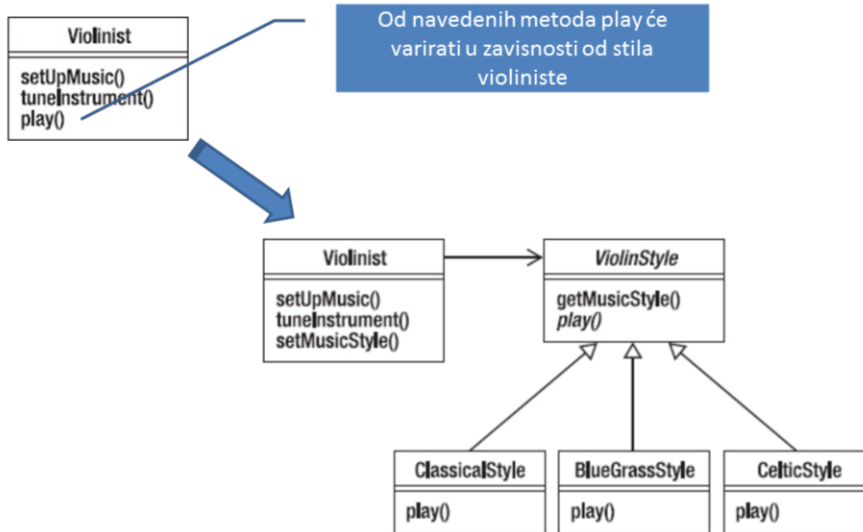 Violinist
setUpMusic()
tuneInstrument()
play()
Od navedenih metoda play će
varirati u zavisnosti od stila
violiniste
Violinist
setUpMusic()
tuneInstrument()
setMusicStyle()
ViolinStyle
getMusicStyle()
play()
ClassicalStyle
play()
BlueGrassStyle
play()
CelticStyle
play()